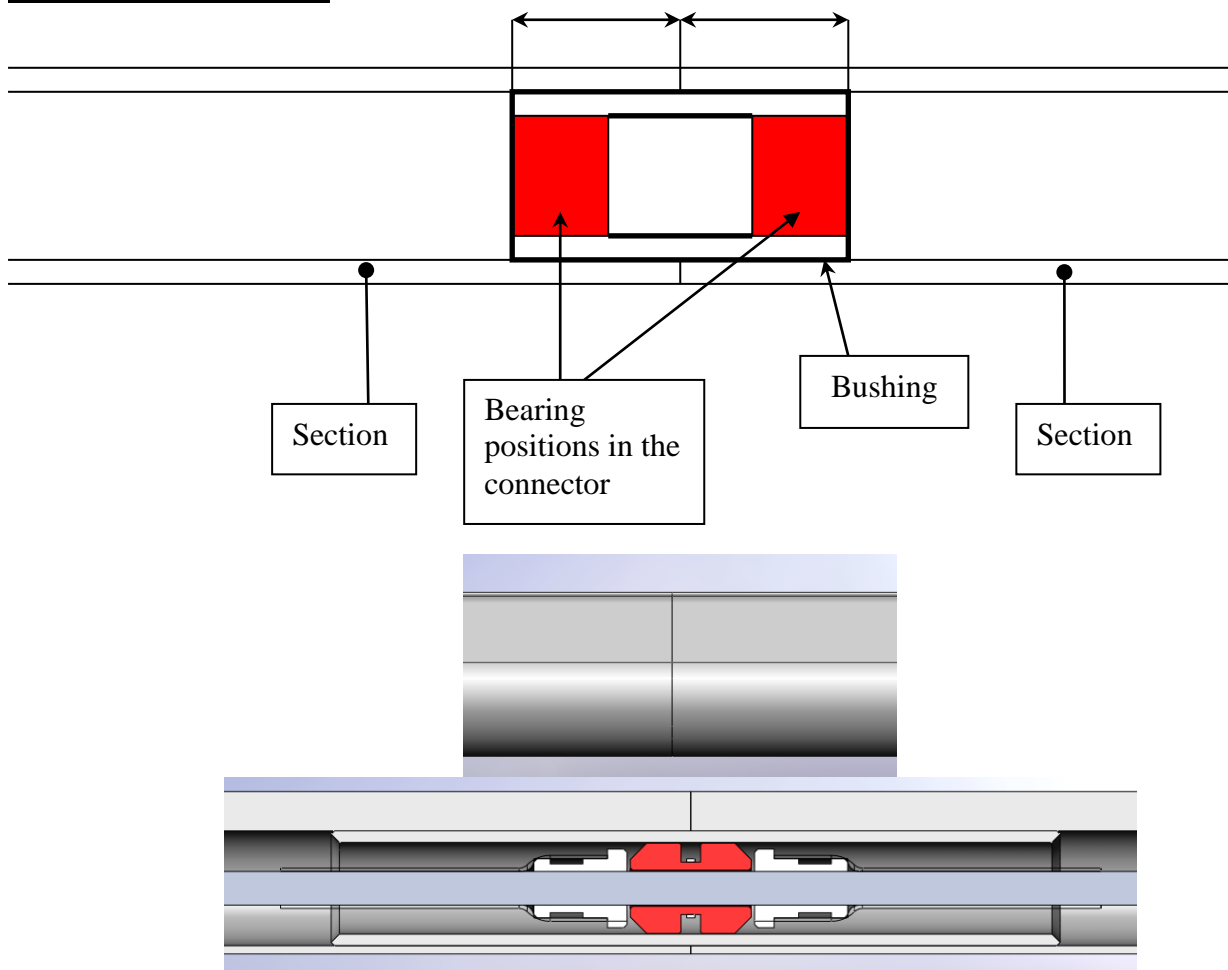 Bushing
Section
Bearing
positions in the
connector
Section